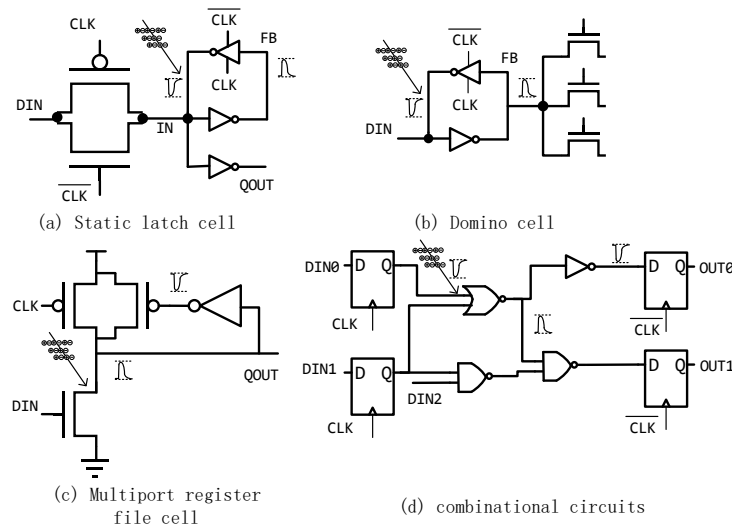 CLK
CLK
FB
CLK
DIN
IN
CLK
QOUT
(a) Static latch cell
CLK
FB
CLK
DIN
(b) Domino cell
CLK
DIN
QOUT
(c) Multiport register
file cell
DIN0
D Q
CLK
D Q
OUT0
CLK
DIN1
D Q
DIN2
CLK
D Q
OUT1
CLK
(d) combinational circuits